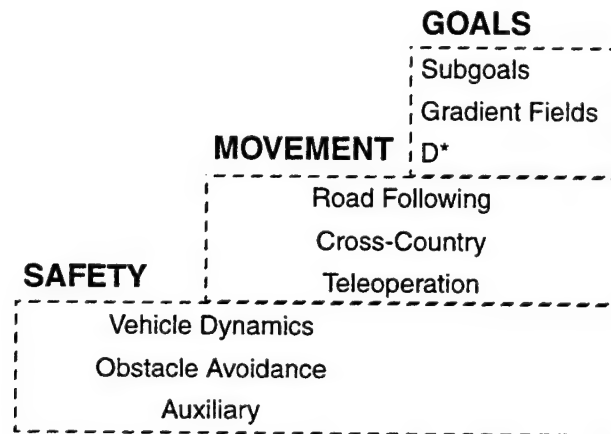 GOALS
Subgoals
Gradient Fields
MOVEMENT
D*
Road Following
Cross-Country
SAFETY
Teleoperation
Vehicle Dynamics
Obstacle Avoidance
Auxiliary